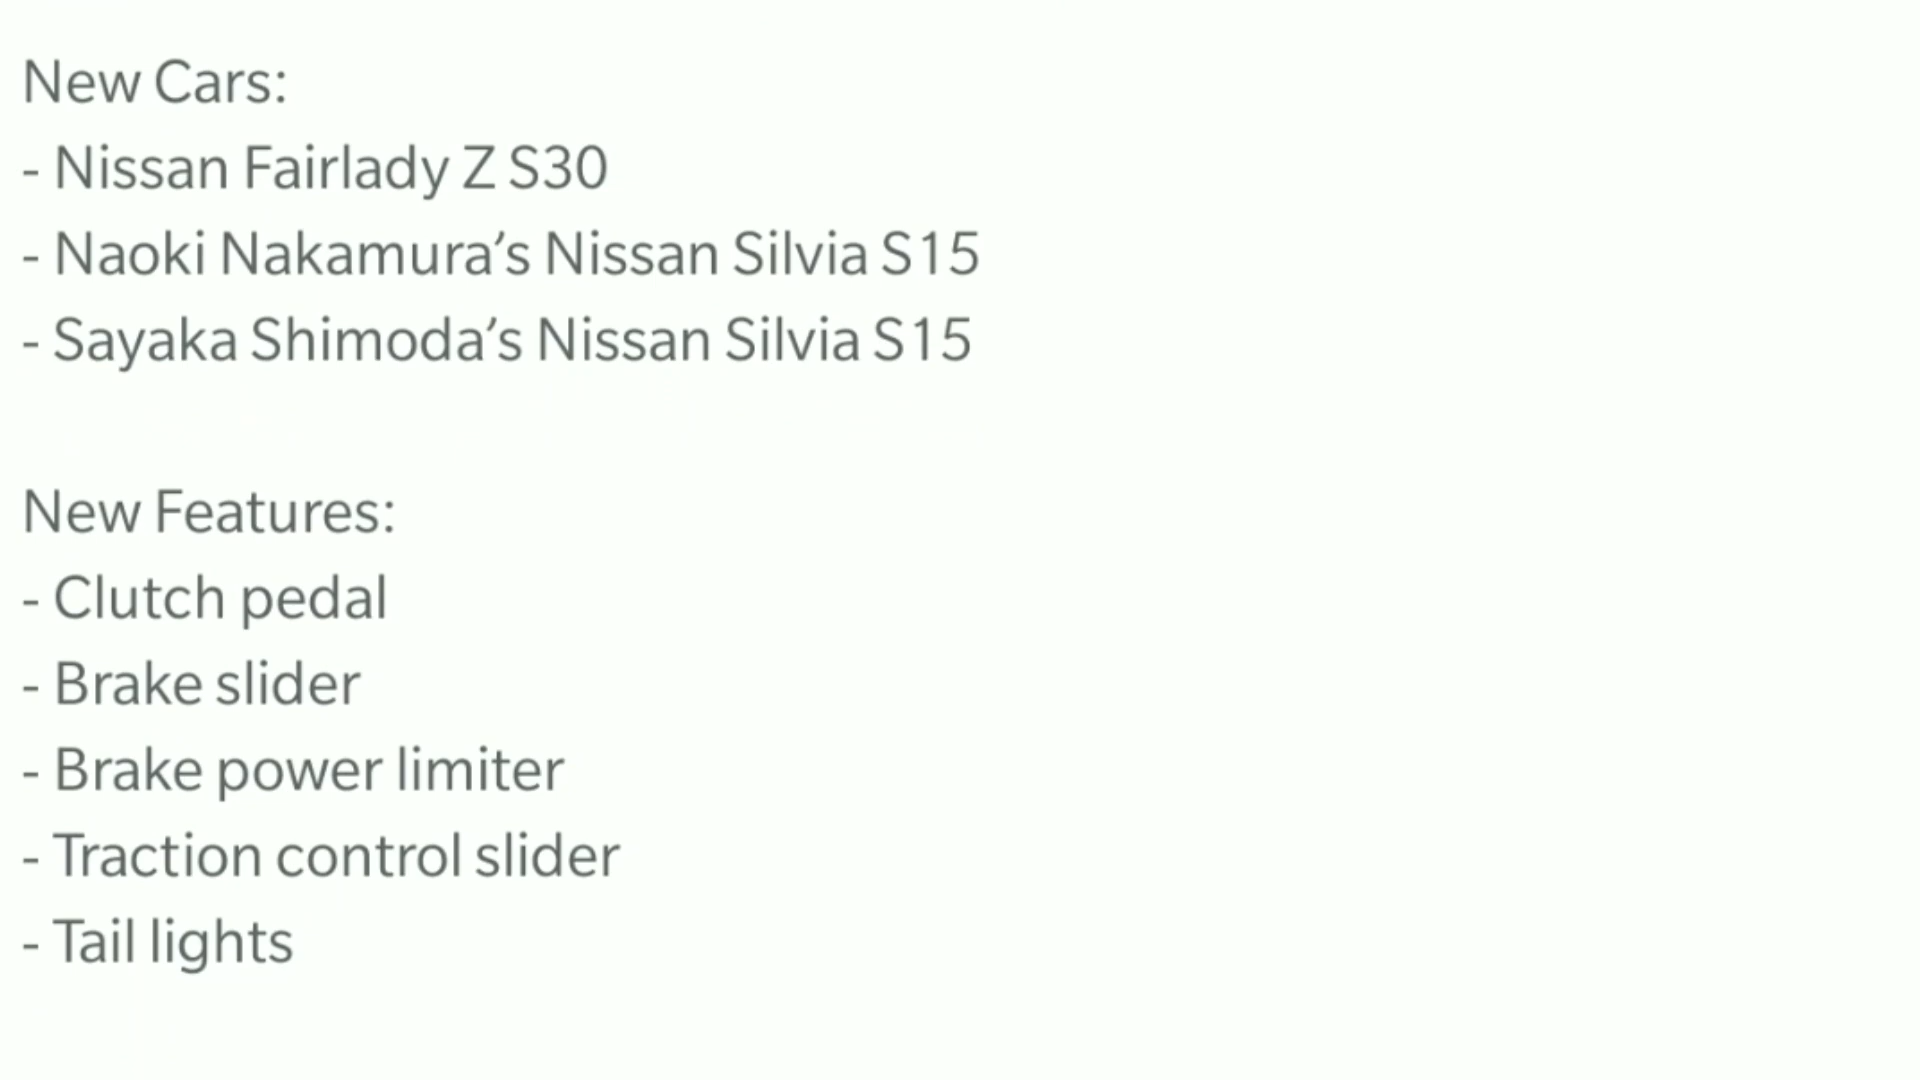 New Cars:
- Nissan Fairlady Z S30
- Naoki Nakamura’s Nissan Silvia S15
- Sayaka Shimoda’s Nissan Silvia S15
New Features:
- Clutch pedal
- Brake slider
- Brake power limiter
- Traction control slider
- Tail lights